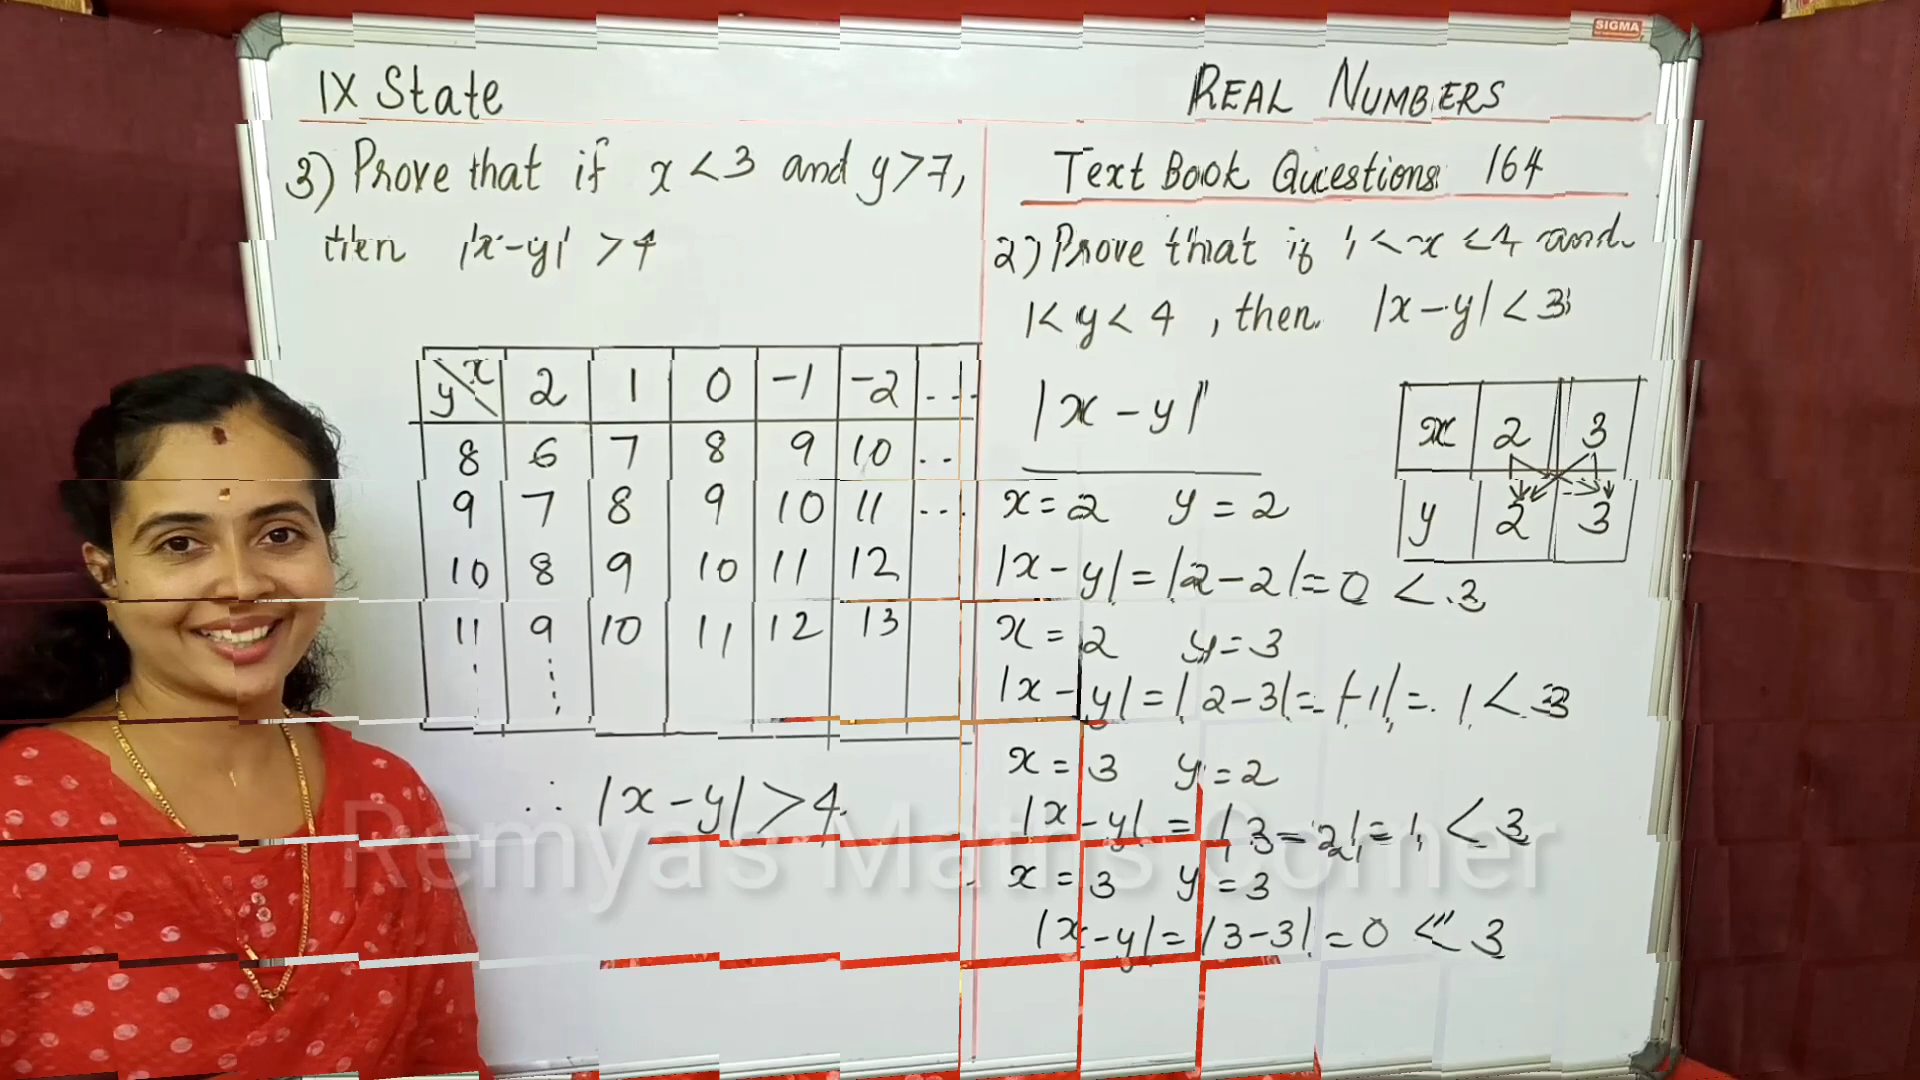 SIGMA
IX State
REAL NUMBERS
3) Prove that if x < 3 and y > 7,
then |x-y| > 4
y x 2 1 0 -1 -2 ...
8 6 7 8 9 10 ..
9 7 8 9 10 11 ...
10 8 9 10 11 12
11 9 10 11 12 13
∴ |x-y| > 4.
Text Book Questions 164
2) Prove that if 1 < x < 4 and
1 < y < 4, then |x-y| < 3
|x-y|
x 2 3
y 2 3
x = 2 y = 2
|x-y| = |2-2| = 0 < 3
x = 2 y = 3
|x-y| = |2-3| = |-1| = 1 < 3
x = 3 y = 2
|x-y| = |3-2| = 1 < 3
x = 3 y = 3
|x-y| = |3-3| = 0 < 3
Remya's Maths Corner